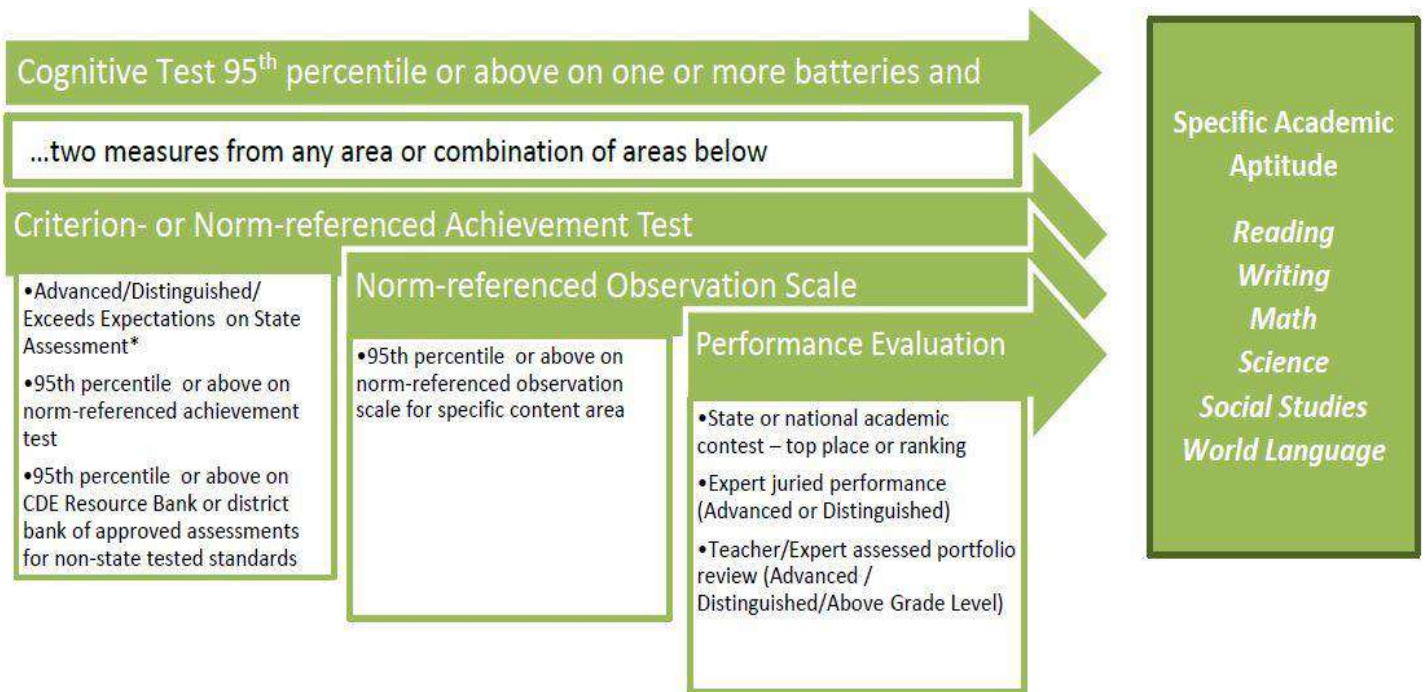 Cognitive Test 95th percentile or above on one or more batteries and
...two measures from any area or combination of areas below
Criterion- or Norm-referenced Achievement Test
•Advanced/Distinguished/
Exceeds Expectations on State
Assessment*
•95th percentile or above on
norm-referenced achievement
test
•95th percentile or above on
CDE Resource Bank or district
bank of approved assessments
for non-state tested standards
Norm-referenced Observation Scale
•95th percentile or above on
norm-referenced observation
scale for specific content area
Performance Evaluation
•State or national academic
contest – top place or ranking
•Expert juried performance
(Advanced or Distinguished)
•Teacher/Expert assessed portfolio
review (Advanced /
Distinguished/Above Grade Level)
Specific Academic
Aptitude
Reading
Writing
Math
Science
Social Studies
World Language